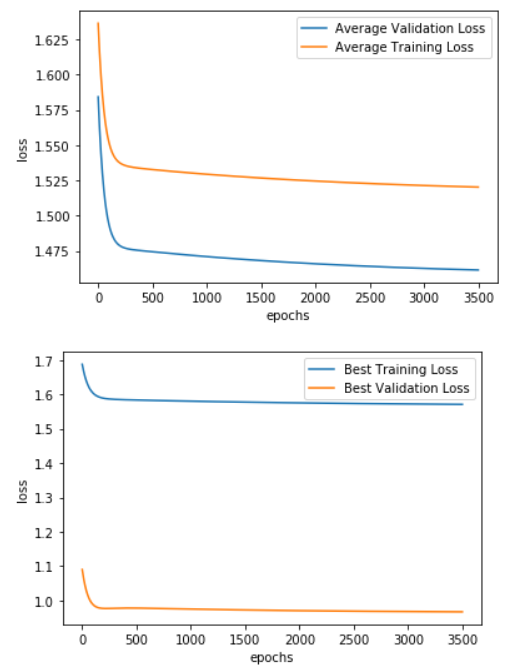 Average Validation Loss
Average Training Loss
1.625
1.600
1.575
1.550
1.525
1.500
1.475
loss
0 500 1000 1500 2000 2500 3000 3500
epochs
Best Training Loss
Best Validation Loss
1.7
1.6
1.5
1.4
1.3
1.2
1.1
1.0
loss
0 500 1000 1500 2000 2500 3000 3500
epochs